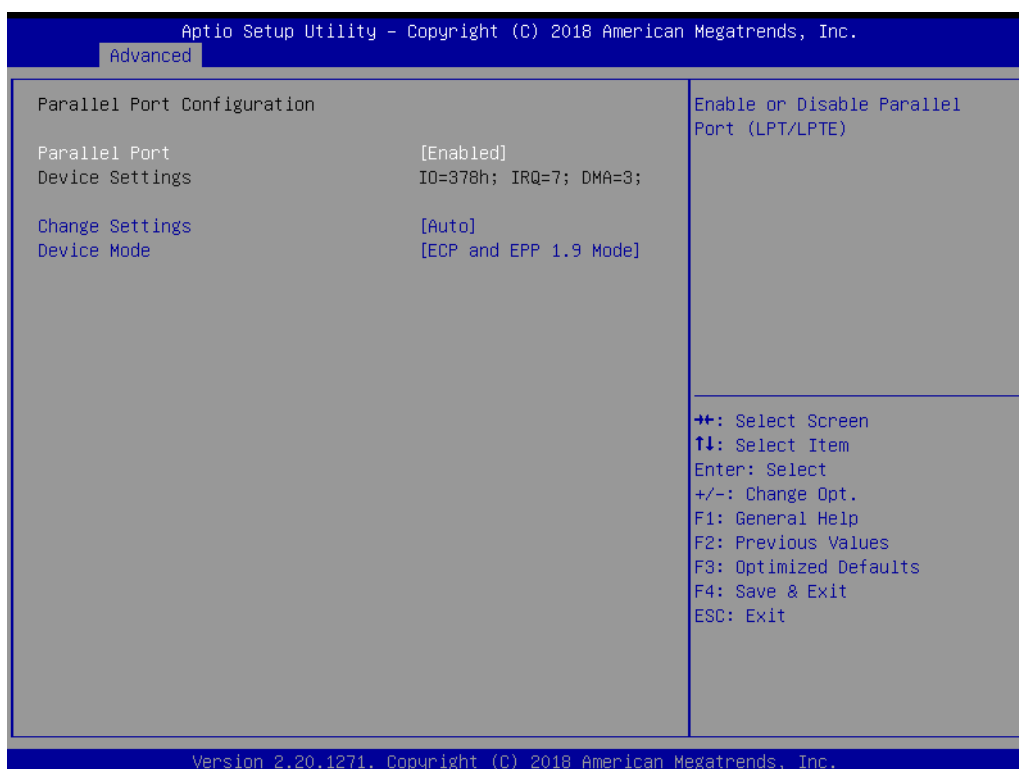 Aptio Setup Utility – Copyright (C) 2018 American Megatrends, Inc.
Advanced
Parallel Port Configuration
Parallel Port [Enabled]
Device Settings IO=378h; IRQ=7; DMA=3;
Change Settings [Auto]
Device Mode [ECP and EPP 1.9 Mode]
Enable or Disable Parallel
Port (LPT/LPTE)
→←: Select Screen
↑↓: Select Item
Enter: Select
+/-: Change Opt.
F1: General Help
F2: Previous Values
F3: Optimized Defaults
F4: Save & Exit
ESC: Exit
Version 2.20.1271. Copyright (C) 2018 American Megatrends, Inc.